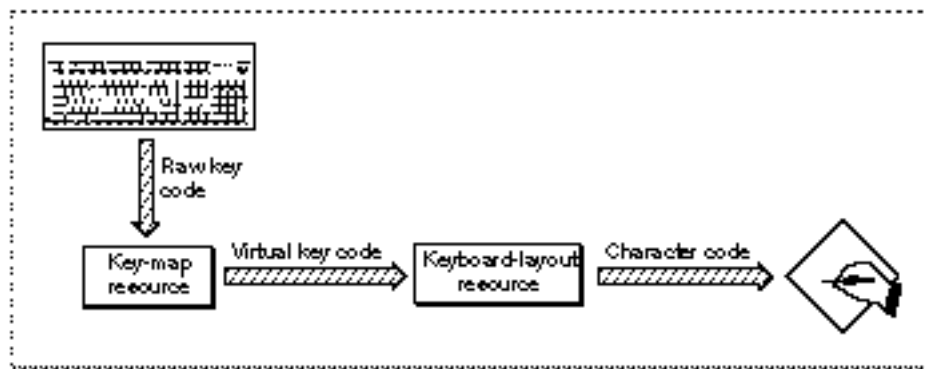 Raw key
code
Key-map
resource
Virtual key code
Keyboard-layout
resource
Character code